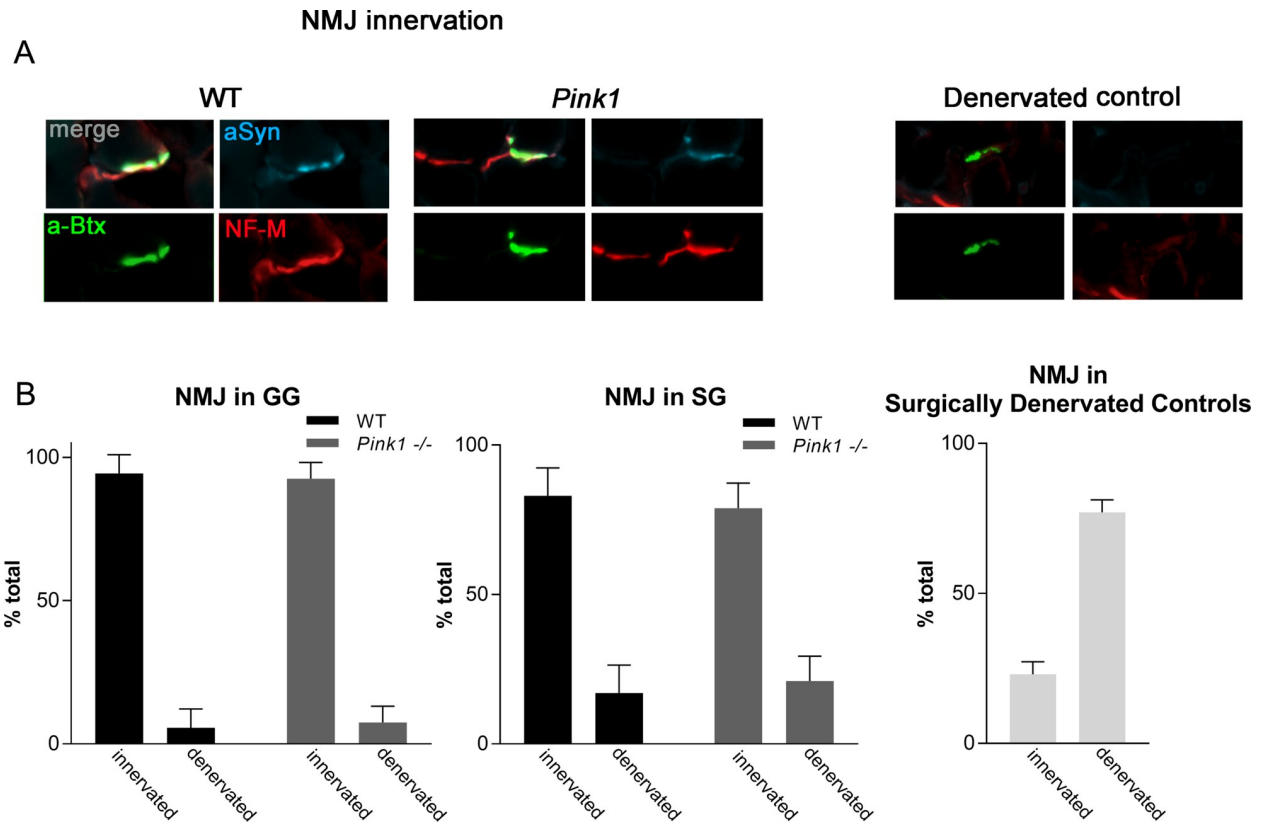 NMJ innervation
A
WT
Pink1
Denervated control
merge
aSyn
a-Btx
NF-M
B
NMJ in GG
WT
Pink1 -/-
100
50
0
% total
innervated
denervated
innervated
denervated
NMJ in SG
WT
Pink1 -/-
100
50
0
% total
innervated
denervated
innervated
denervated
NMJ in
Surgically Denervated Controls
100
50
0
% total
innervated
denervated